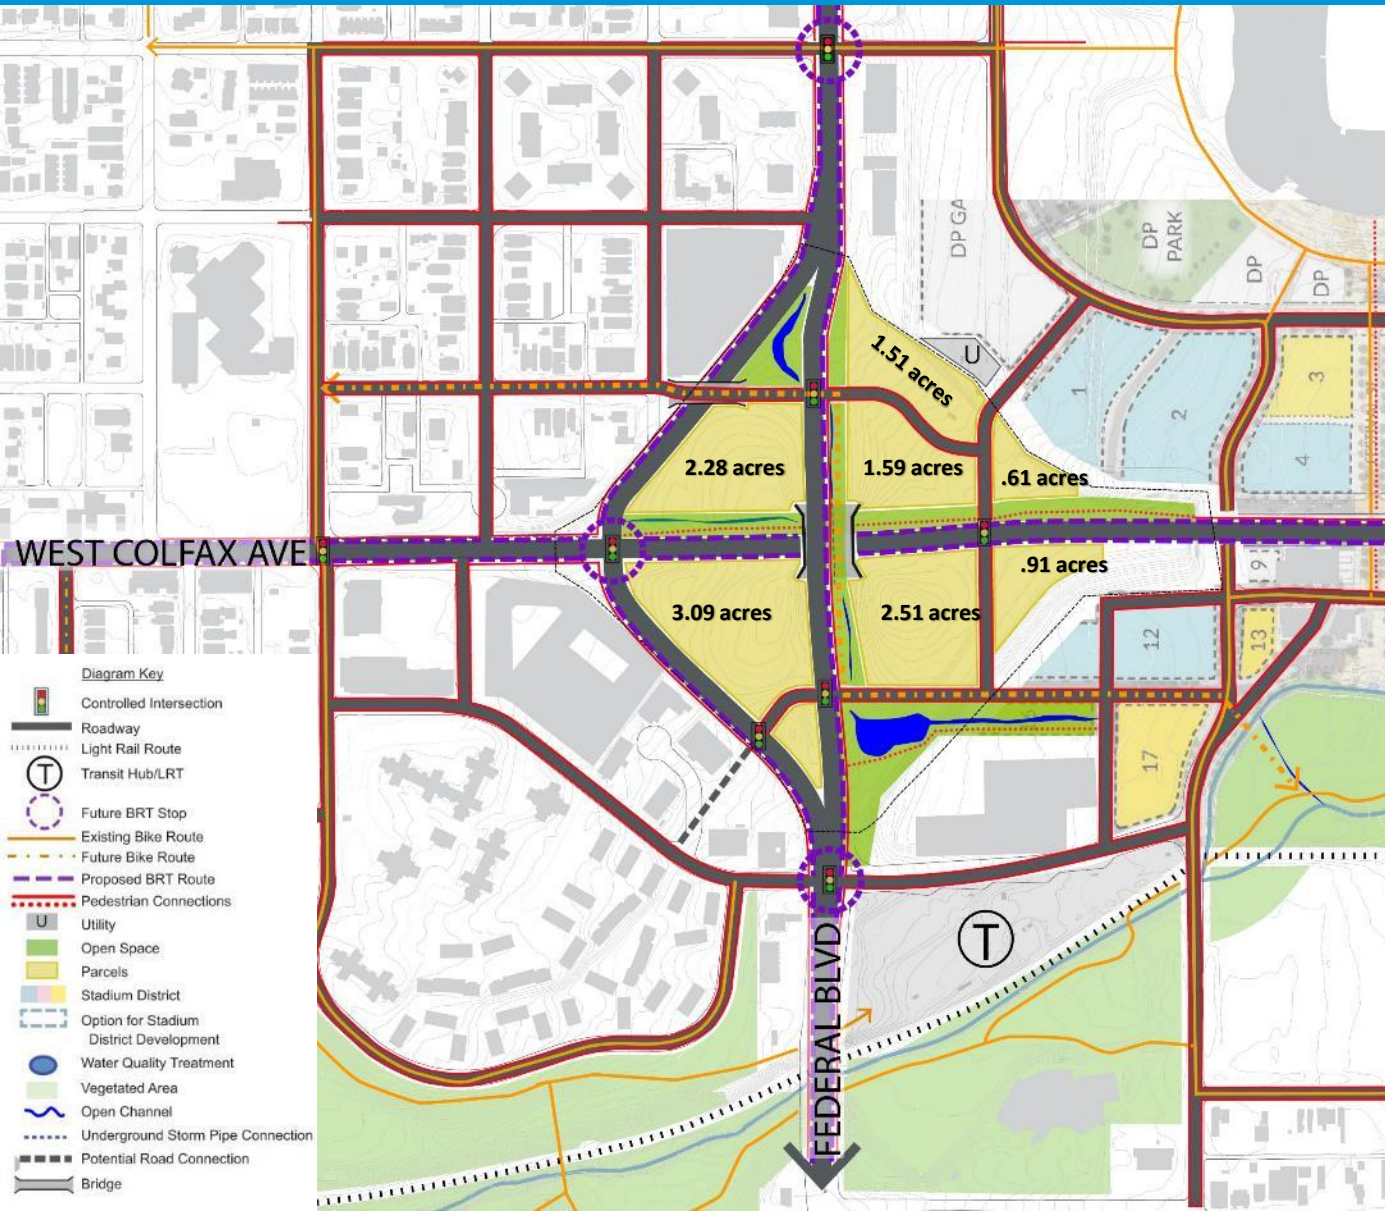 DP GA
DP
PARK
DP
DP
U
1.51 acres
1
2
3
4
2.28 acres
1.59 acres
.61 acres
WEST COLFAX AVE
.91 acres
9
3.09 acres
2.51 acres
12
13
17
T
FEDERAL BLVD
Diagram Key
Controlled Intersection
Roadway
Light Rail Route
T
Transit Hub/LRT
Future BRT Stop
Existing Bike Route
Future Bike Route
Proposed BRT Route
Pedestrian Connections
U
Utility
Open Space
Parcels
Stadium District
Option for Stadium
District Development
Water Quality Treatment
Vegetated Area
Open Channel
Underground Storm Pipe Connection
Potential Road Connection
Bridge